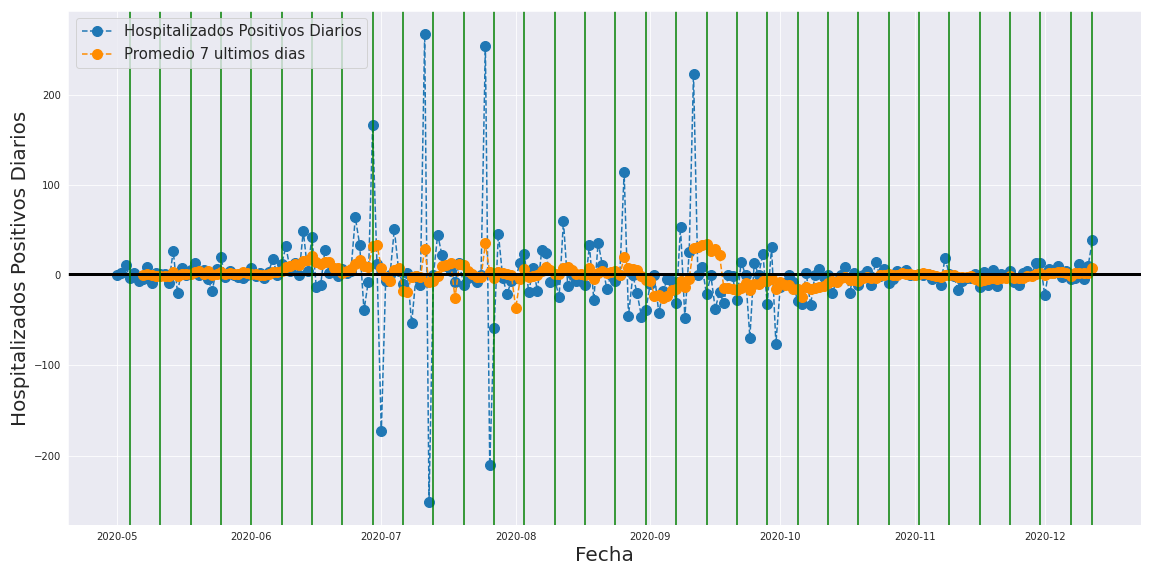 Hospitalizados Positivos Diarios
Promedio 7 ultimos dias
Hospitalizados Positivos Diarios
200
100
0
−100
−200
2020-05 2020-06 2020-07 2020-08 2020-09 2020-10 2020-11 2020-12
Fecha